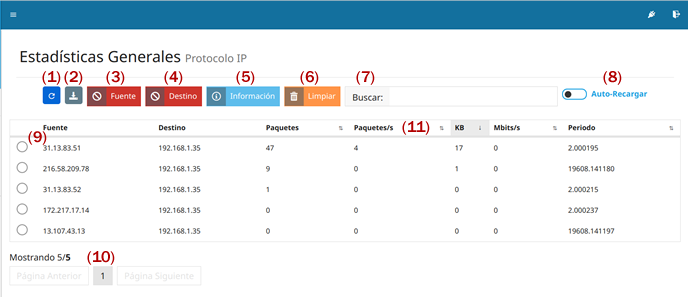 Estadísticas Generales Protocolo IP
(1) (2) (3) (4) (5) (6) (7) (8)
Fuente Destino Información Limpiar Buscar: Auto-Recargar
(11)
Fuente Destino Paquetes Paquetes/s KB Mbits/s Periodo
(9)
31.13.83.51 192.168.1.35 47 4 17 0 2.000195
216.58.209.78 192.168.1.35 9 0 1 0 19608.141180
31.13.83.52 192.168.1.35 1 0 0 0 2.000215
172.217.17.14 192.168.1.35 0 0 0 0 2.000237
13.107.43.13 192.168.1.35 0 0 0 0 19608.141197
Mostrando 5/5 (10)
Página Anterior 1 Página Siguiente